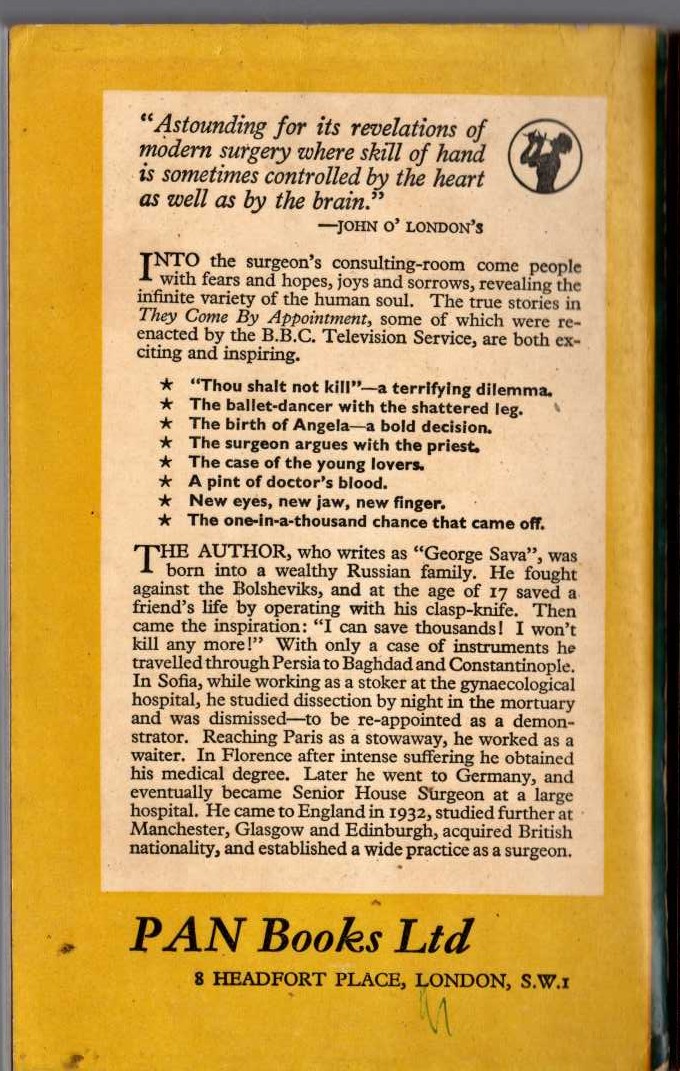 "Astounding for its revelations of
modern surgery where skill of hand
is sometimes controlled by the heart
as well as by the brain."
—JOHN O' LONDON'S
INTO the surgeon's consulting-room come people
with fears and hopes, joys and sorrows, revealing the
infinite variety of the human soul. The true stories in
They Come By Appointment, some of which were re-
enacted by the B.B.C. Television Service, are both ex-
citing and inspiring.
★ "Thou shalt not kill"—a terrifying dilemma.
★ The ballet-dancer with the shattered leg.
★ The birth of Angela—a bold decision.
★ The surgeon argues with the priest.
★ The case of the young lovers.
★ A pint of doctor's blood.
★ New eyes, new jaw, new finger.
★ The one-in-a-thousand chance that came off.
THE AUTHOR, who writes as "George Sava", was
born into a wealthy Russian family. He fought
against the Bolsheviks, and at the age of 17 saved a
friend's life by operating with his clasp-knife. Then
came the inspiration: "I can save thousands! I won't
kill any more!" With only a case of instruments he
travelled through Persia to Baghdad and Constantinople.
In Sofia, while working as a stoker at the gynaecological
hospital, he studied dissection by night in the mortuary
and was dismissed—to be re-appointed as a demon-
strator. Reaching Paris as a stowaway, he worked as a
waiter. In Florence after intense suffering he obtained
his medical degree. Later he went to Germany, and
eventually became Senior House Surgeon at a large
hospital. He came to England in 1932, studied further at
Manchester, Glasgow and Edinburgh, acquired British
nationality, and established a wide practice as a surgeon.
PAN Books Ltd
8 HEADFORT PLACE, LONDON, S.W.1